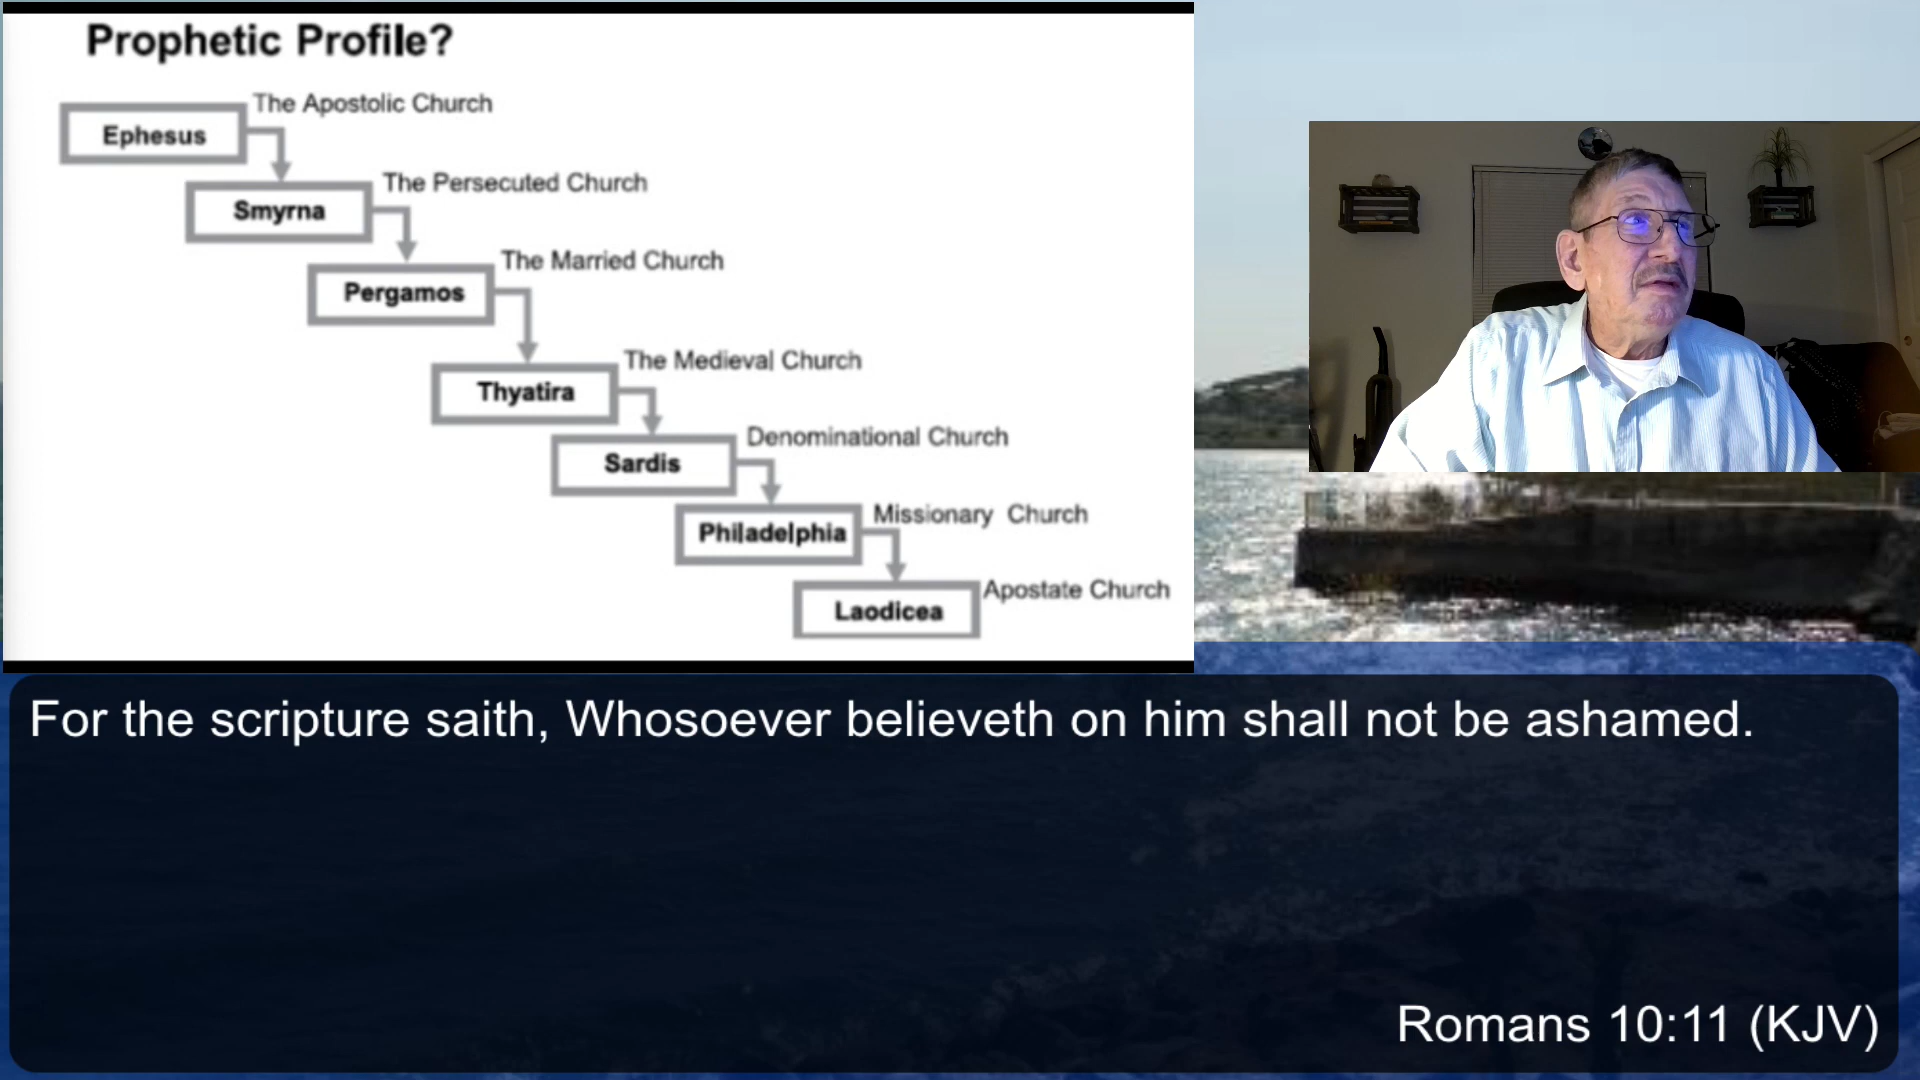 Prophetic Profile?
The Apostolic Church
Ephesus
The Persecuted Church
Smyrna
The Married Church
Pergamos
The Medieval Church
Thyatira
Denominational Church
Sardis
Missionary Church
Philadelphia
Apostate Church
Laodicea
For the scripture saith, Whosoever believeth on him shall not be ashamed.
Romans 10:11 (KJV)